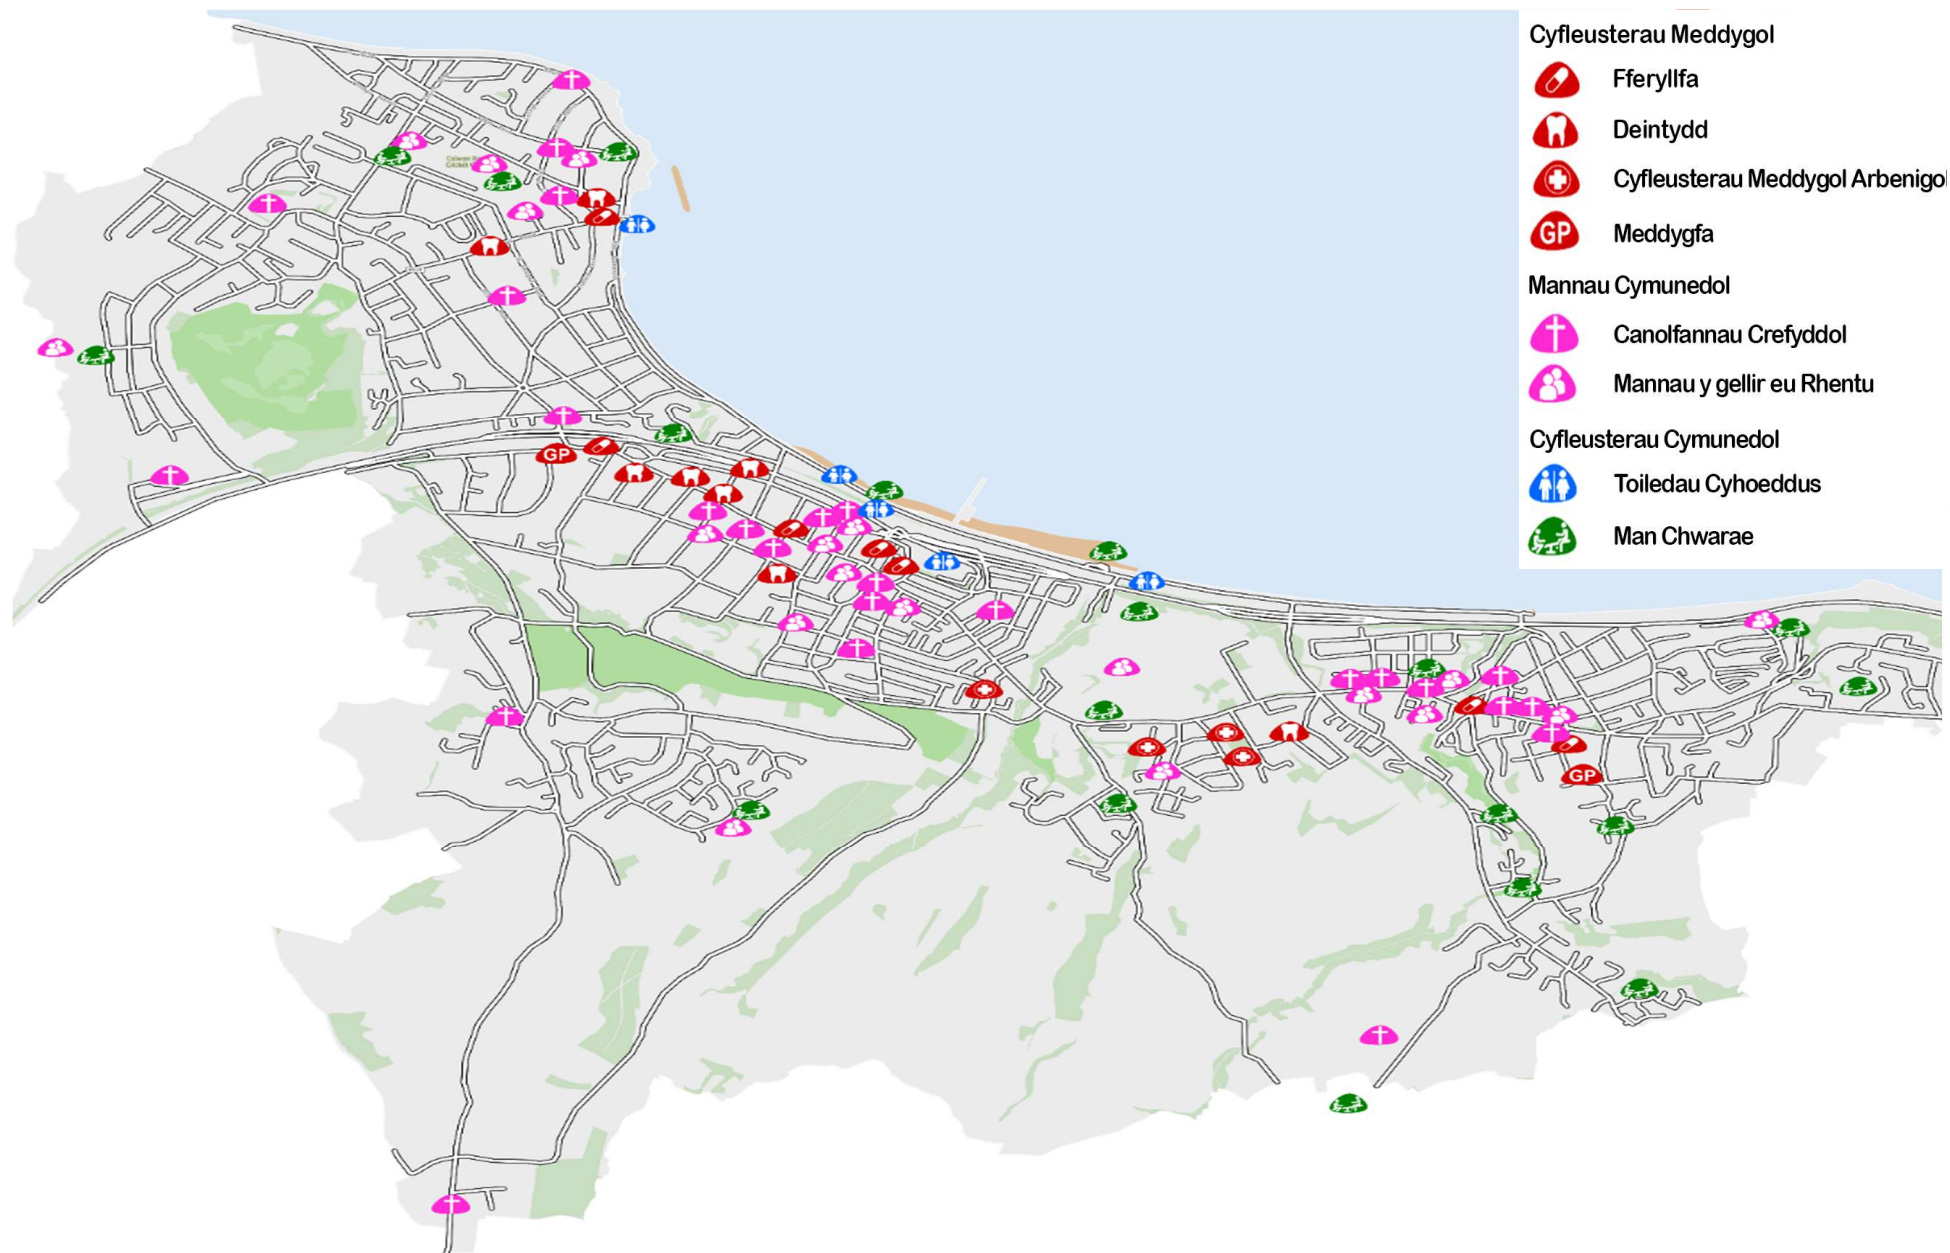 Cyfleusterau Meddygol
Fferyllfa
Deintydd
Cyfleusterau Meddygol Arbenigol
GP Meddygfa
Mannau Cymunedol
Canolfannau Crefyddol
Mannau y gellir eu Rhentu
Cyfleusterau Cymunedol
Toiledau Cyhoeddus
Man Chwarae
GP
GP